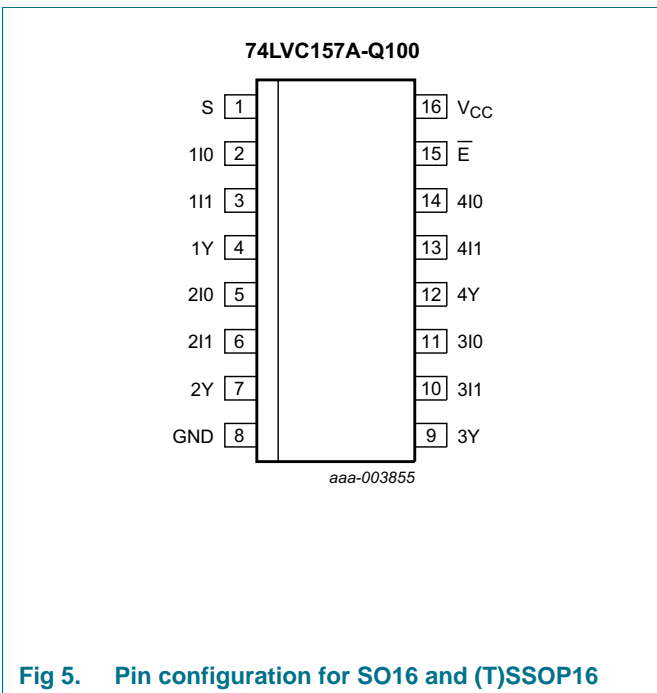 74LVC157A-Q100
S 1 16 VCC
1I0 2 15 E̅
1I1 3 14 4I0
1Y 4 13 4I1
2I0 5 12 4Y
2I1 6 11 3I0
2Y 7 10 3I1
GND 8 9 3Y
aaa-003855
Fig 5. Pin configuration for SO16 and (T)SSOP16